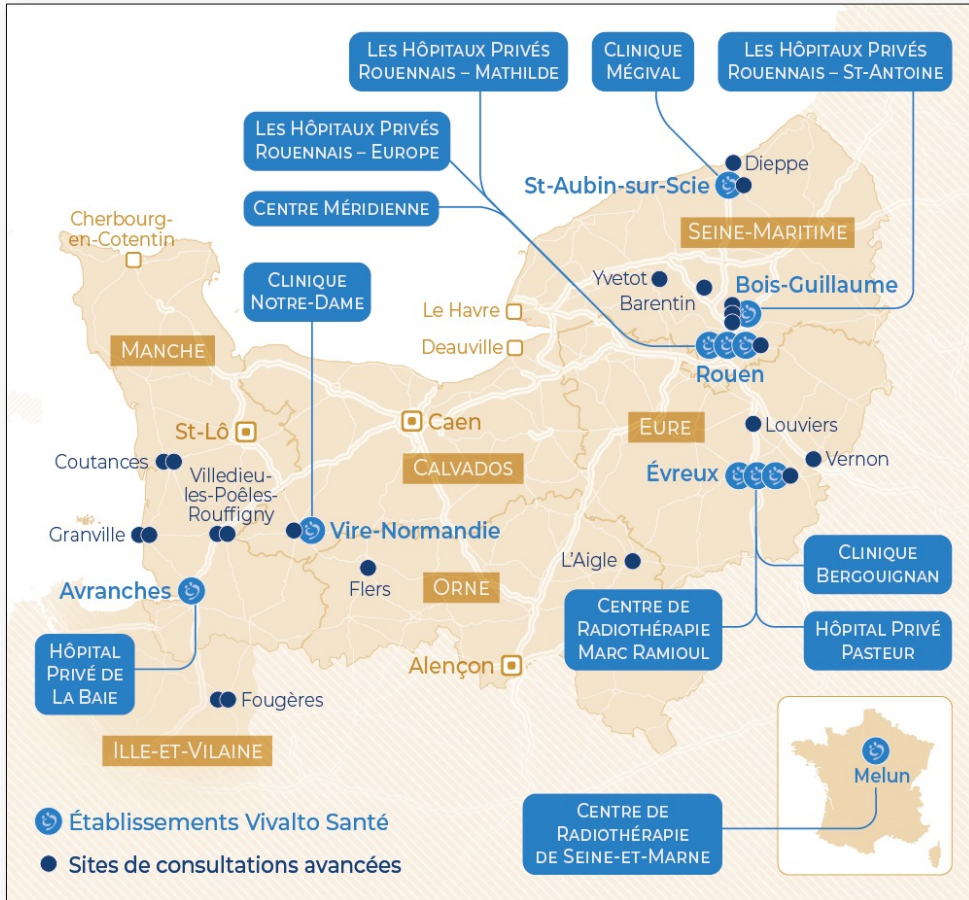 LES HÔPITAUX PRIVÉS
ROUENNAIS – MATHILDE
CLINIQUE
MÉGIVAL
LES HÔPITAUX PRIVÉS
ROUENNAIS – ST-ANTOINE
LES HÔPITAUX PRIVÉS
ROUENNAIS – EUROPE
CENTRE MÉRIDIENNE
Dieppe
St-Aubin-sur-Scie
SEINE-MARITIME
Cherbourg-
en-Cotentin
CLINIQUE
NOTRE-DAME
Yvetot
Barentin
Bois-Guillaume
Le Havre
Deauville
MANCHE
Rouen
St-Lô
Caen
EURE
Louviers
Coutances
Villedieu-
les-Poêles-
Rouffigny
CALVADOS
Évreux
Vernon
Granville
Vire-Normandie
Flers
L'Aigle
CLINIQUE
BERGOUIGNAN
Avranches
ORNE
CENTRE DE
RADIOTHÉRAPIE
MARC RAMIOUL
HÔPITAL PRIVÉ
PASTEUR
HÔPITAL
PRIVÉ DE
LA BAIE
Alençon
Fougères
ILLE-ET-VILAINE
Melun
CENTRE DE
RADIOTHÉRAPIE
DE SEINE-ET-MARNE
Établissements Vivalto Santé
Sites de consultations avancées